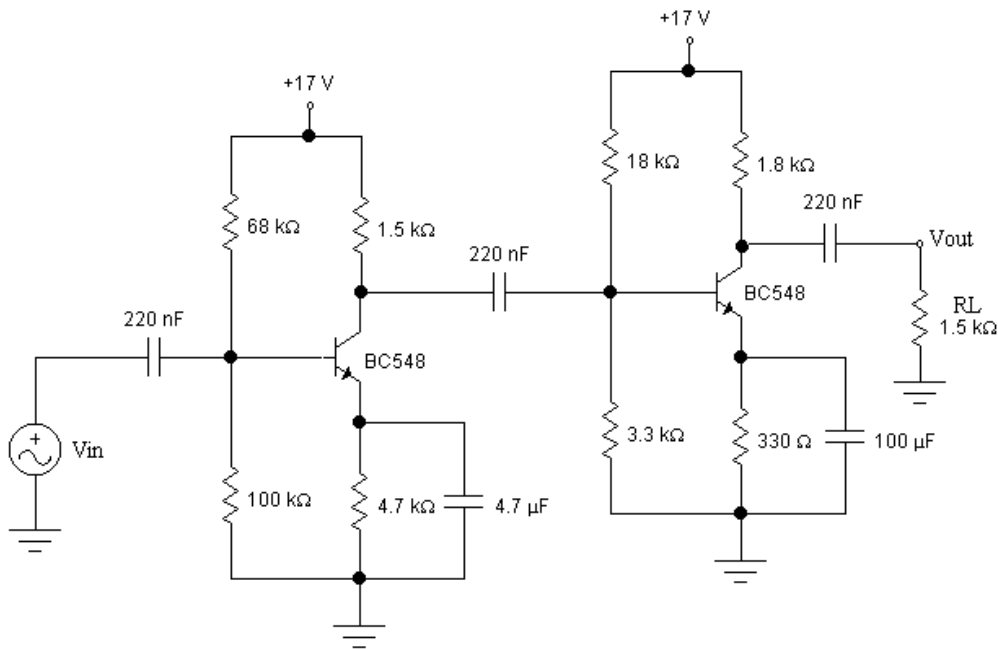 +17 V
+17 V
18 kΩ
1.8 kΩ
220 nF
Vout
68 kΩ
1.5 kΩ
220 nF
BC548
RL
1.5 kΩ
220 nF
BC548
Vin
3.3 kΩ
330 Ω
100 µF
100 kΩ
4.7 kΩ
4.7 µF